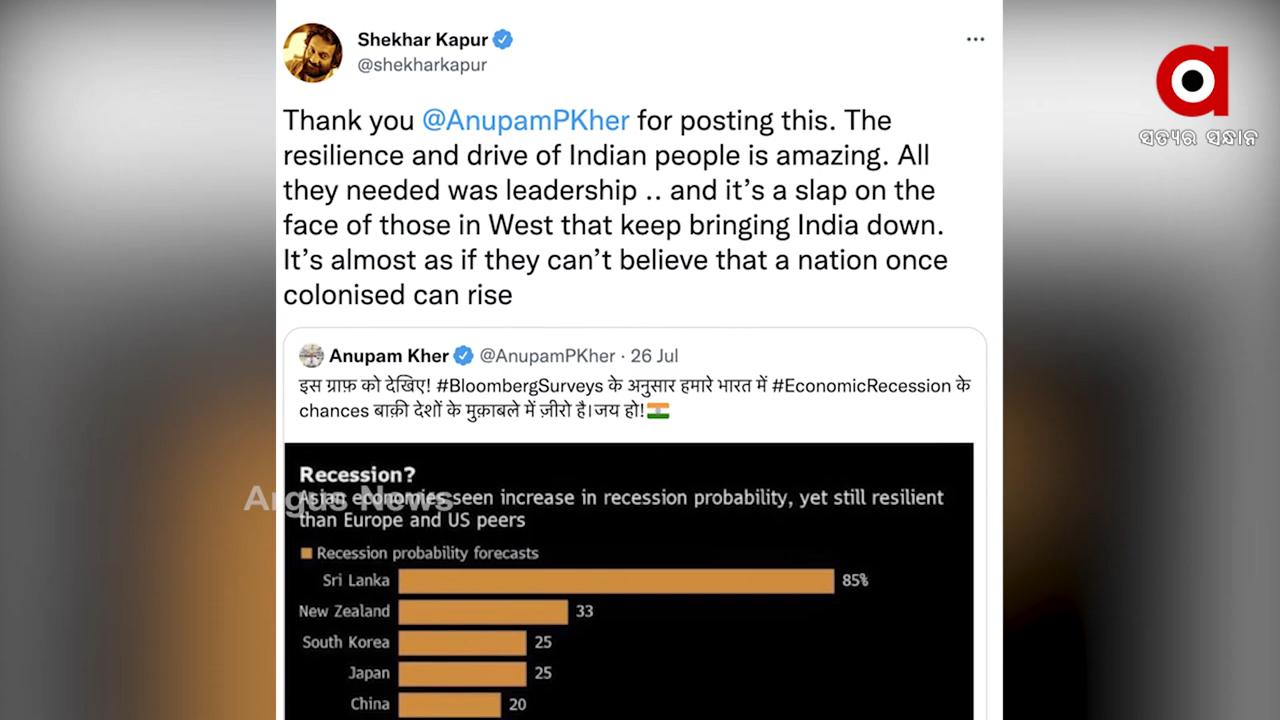 Shekhar Kapur
@shekharkapur
ସତ୍ୟର ସନ୍ଧାନ
Thank you @AnupamPKher for posting this. The
resilience and drive of Indian people is amazing. All
they needed was leadership .. and it’s a slap on the
face of those in West that keep bringing India down.
It’s almost as if they can’t believe that a nation once
colonised can rise
Anupam Kher @AnupamPKher · 26 Jul
इस ग्राफ़ को देखिए! #BloombergSurveys के अनुसार हमारे भारत में #EconomicRecession के
chances बाक़ी देशों के मुक़ाबले में ज़ीरो है।जय हो!🇮🇳
Recession?
Argus News
Asian economies seen increase in recession probability, yet still resilient
than Europe and US peers
Recession probability forecasts
Sri Lanka 85%
New Zealand 33
South Korea 25
Japan 25
China 20